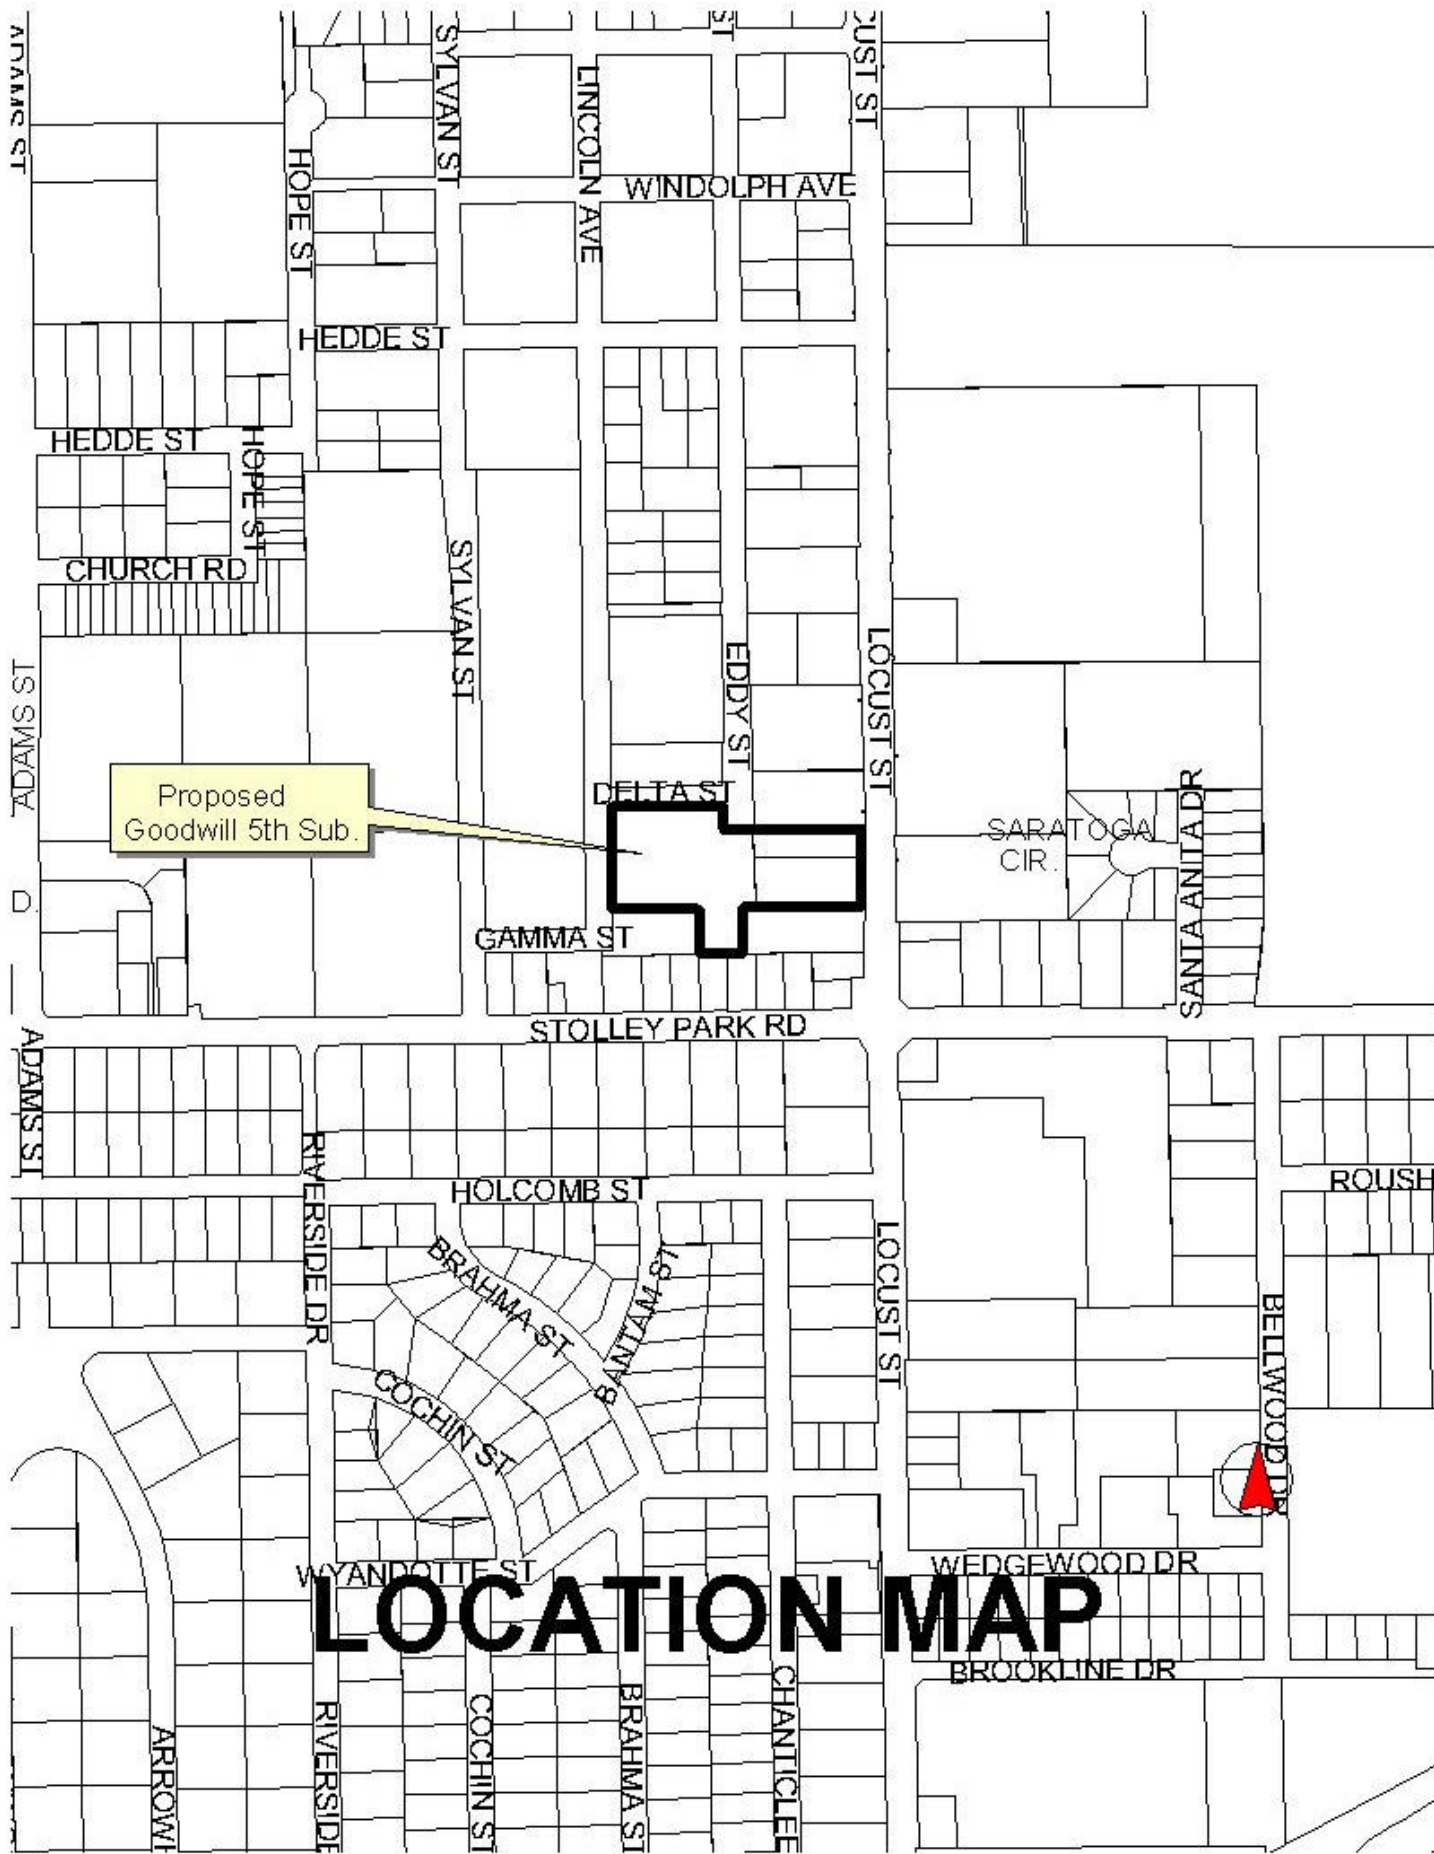 ADAMS ST
SYLVAN ST
LINCOLN AVE
ST
CUST ST
HOPE ST
WINDOLPH AVE
HEDDE ST
HEDDE ST
HOPE ST
CHURCH RD
SYLVAN ST
EDDY ST
LOCUST ST
ADAMS ST
Proposed
Goodwill 5th Sub.
DELTA ST
SARATOGA
CIR.
SANTA ANITA DR
D.
GAMMA ST
STOLLEY PARK RD
ADAMS ST
RIVERSIDE DR
HOLCOMB ST
ROUSH
BRAHMA ST
BANTAM ST
LOCUST ST
BELLWOOD DR
COCHIN ST
WYANDOTTE ST
WEDGEWOOD DR
LOCATION MAP
BROOKLINE DR
ARROWH
RIVERSIDE
COCHIN ST
BRAHMA ST
CHANTICLEE